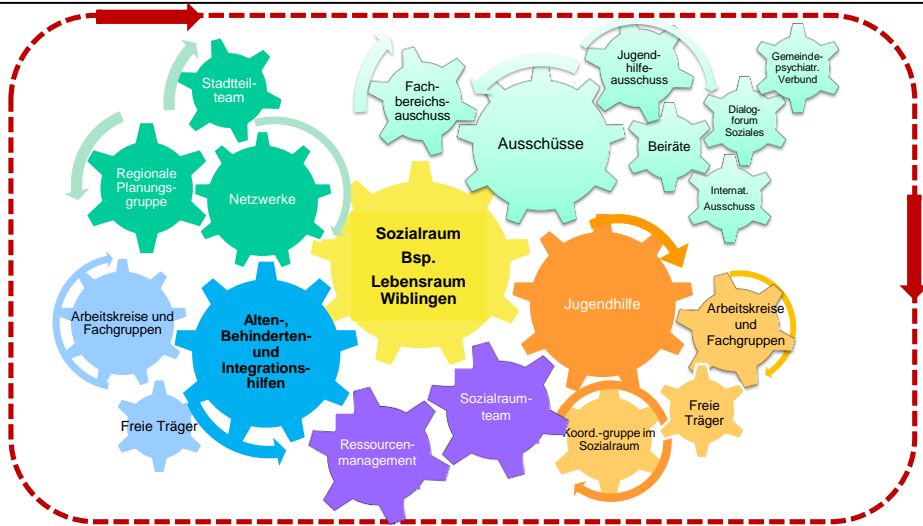 Stadtteil-
team
Regionale
Planungs-
gruppe
Netzwerke
Fach-
bereichs-
auschuss
Ausschüsse
Jugend-
hilfe-
ausschuss
Beiräte
Gemeinde-
psychiatr.
Verbund
Dialog-
forum
Soziales
Internat.
Ausschuss
Sozialraum
Bsp.
Lebensraum
Wiblingen
Arbeitskreise und
Fachgruppen
Alten-,
Behinderten-
und
Integrations-
hilfen
Freie Träger
Jugendhilfe
Arbeitskreise
und
Fachgruppen
Sozialraum-
team
Ressourcen-
management
Koord.-gruppe im
Sozialraum
Freie
Träger